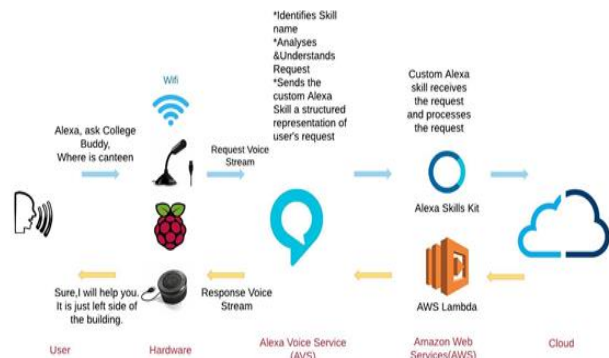 *Identifies Skill
name
*Analyses
&Understands
Request
*Sends the
custom Alexa
Skill a structured
representation of
user's request
Wifi
Custom Alexa
skill receives
the request
and processes
the request
Alexa, ask College
Buddy,
Where is canteen
Request Voice
Stream
Alexa Skills Kit
AWS Lambda
Sure,I will help you.
It is just left side of
the building.
Response Voice
Stream
User
Hardware
Alexa Voice Service
(AVS)
Amazon Web
Services(AWS)
Cloud